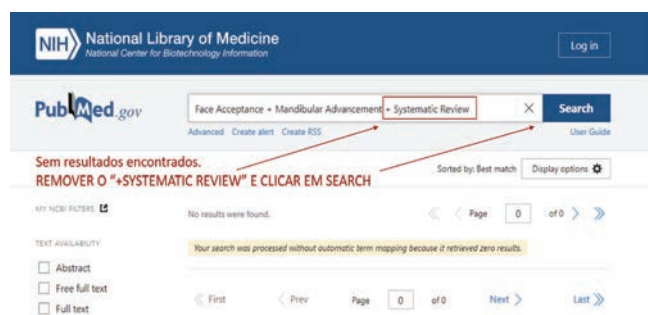 NIH National Library of Medicine
National Center for Biotechnology Information
Log in
PubMed.gov
Face Acceptance + Mandibular Advancement + Systematic Review
Search
Advanced Create alert Create RSS
User Guide
Sem resultados encontrados.
REMOVER O "+SYSTEMATIC REVIEW" E CLICAR EM SEARCH
Sorted by: Best match
Display options
MY NCBI FILTERS
No results were found.
Page 0 of 0
TEXT AVAILABILITY
Your search was processed without automatic term mapping because it retrieved zero results.
Abstract
Free full text
Full text
First Prev Page 0 of 0 Next Last